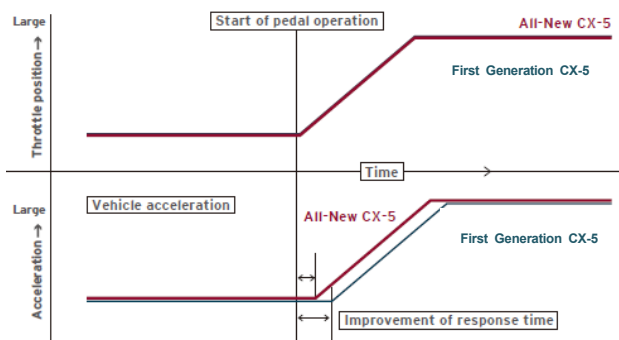 Large
Start of pedal operation
All-New CX-5
First Generation CX-5
Throttle position →
Time
Large
Vehicle acceleration
All-New CX-5
First Generation CX-5
Acceleration →
Improvement of response time